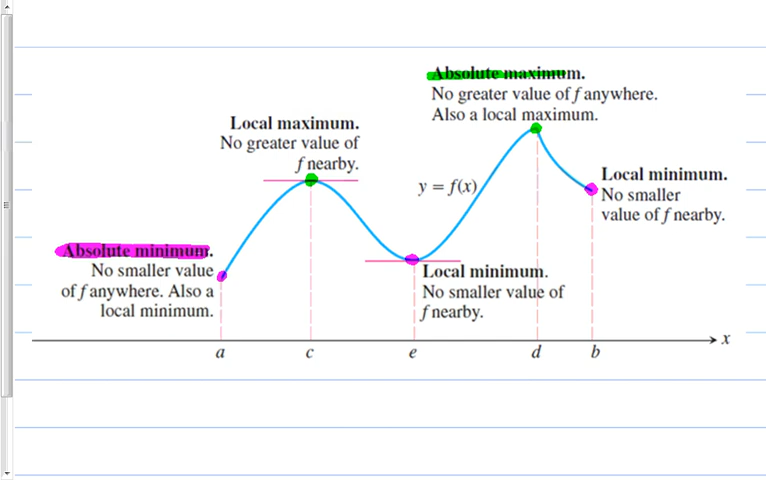 Absolute maximum.
No greater value of f anywhere.
Also a local maximum.
Local maximum.
No greater value of
f nearby.
y = f(x)
Local minimum.
No smaller
value of f nearby.
Absolute minimum.
No smaller value
of f anywhere. Also a
local minimum.
Local minimum.
No smaller value of
f nearby.
x
a c e d b